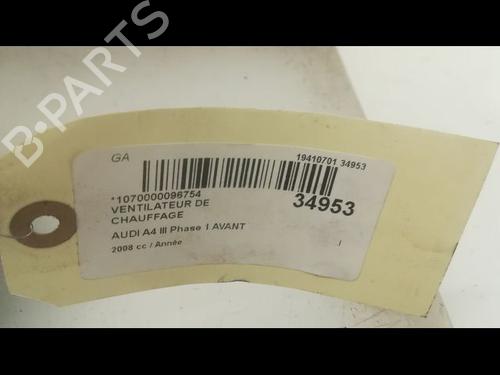 B-PARTS
GA
19410701 34953
34953
*1070000096754
VENTILATEUR DE
CHAUFFAGE
AUDI A4 III Phase 1 AVANT
2008 cc / Année
/